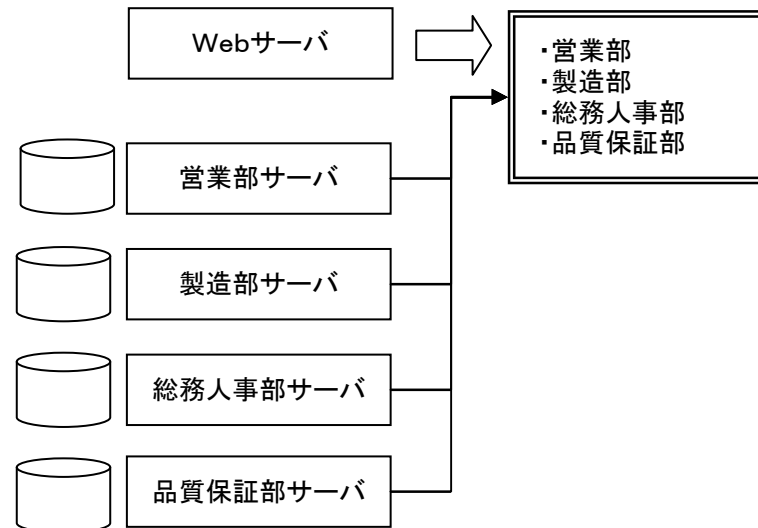 Webサーバ
・営業部
・製造部
・総務人事部
・品質保証部
営業部サーバ
製造部サーバ
総務人事部サーバ
品質保証部サーバ